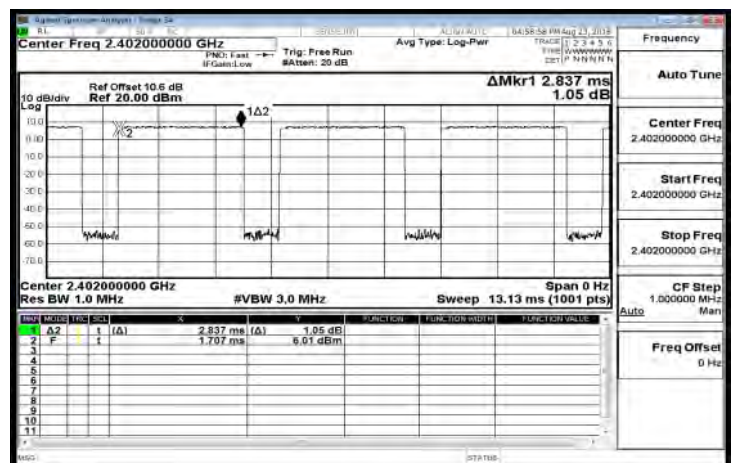 Agilent Spectrum Analyzer - Swept SA
RL
SENSE:INT
ALIGN AUTO
04:58:58 PM Aug 23, 2018
Center Freq 2.402000000 GHz
PNO: Fast
IFGain:Low
Trig: Free Run
#Atten: 20 dB
Avg Type: Log-Pwr
TRACE 1 2 3 4 5 6
TYPE
DET P N N N N N
Frequency
Ref Offset 10.6 dB
ΔMkr1 2.837 ms
10 dB/div Ref 20.00 dBm
1.05 dB
Log
10.0
0.00
-10.0
-20.0
-30.0
-40.0
-50.0
-60.0
-70.0
1Δ2
2
Center 2.402000000 GHz
Span 0 Hz
Res BW 1.0 MHz
#VBW 3.0 MHz
Sweep 13.13 ms (1001 pts)
MKR MODE TRC SCL X Y FUNCTION FUNCTION WIDTH FUNCTION VALUE
1 Δ2 1 t (Δ) 2.837 ms (Δ) 1.05 dB
2 F 1 t 1.707 ms 6.01 dBm
3
4
5
6
7
8
9
10
11
MSG
STATUS
Auto Tune
Center Freq
2.402000000 GHz
Start Freq
2.402000000 GHz
Stop Freq
2.402000000 GHz
CF Step
1.000000 MHz
Auto Man
Freq Offset
0 Hz